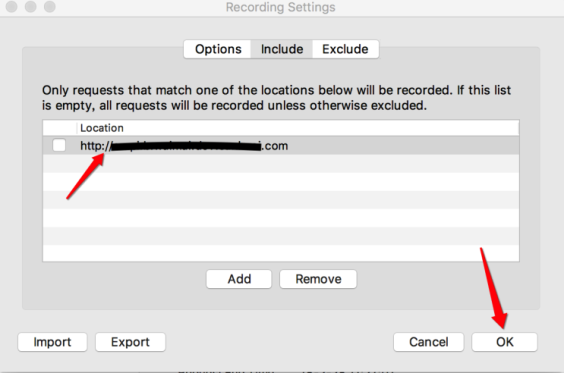 Recording Settings
Options Include Exclude
Only requests that match one of the locations below will be recorded. If this list
is empty, all requests will be recorded unless otherwise excluded.
Location
http:// .com
Add Remove
Import Export Cancel OK